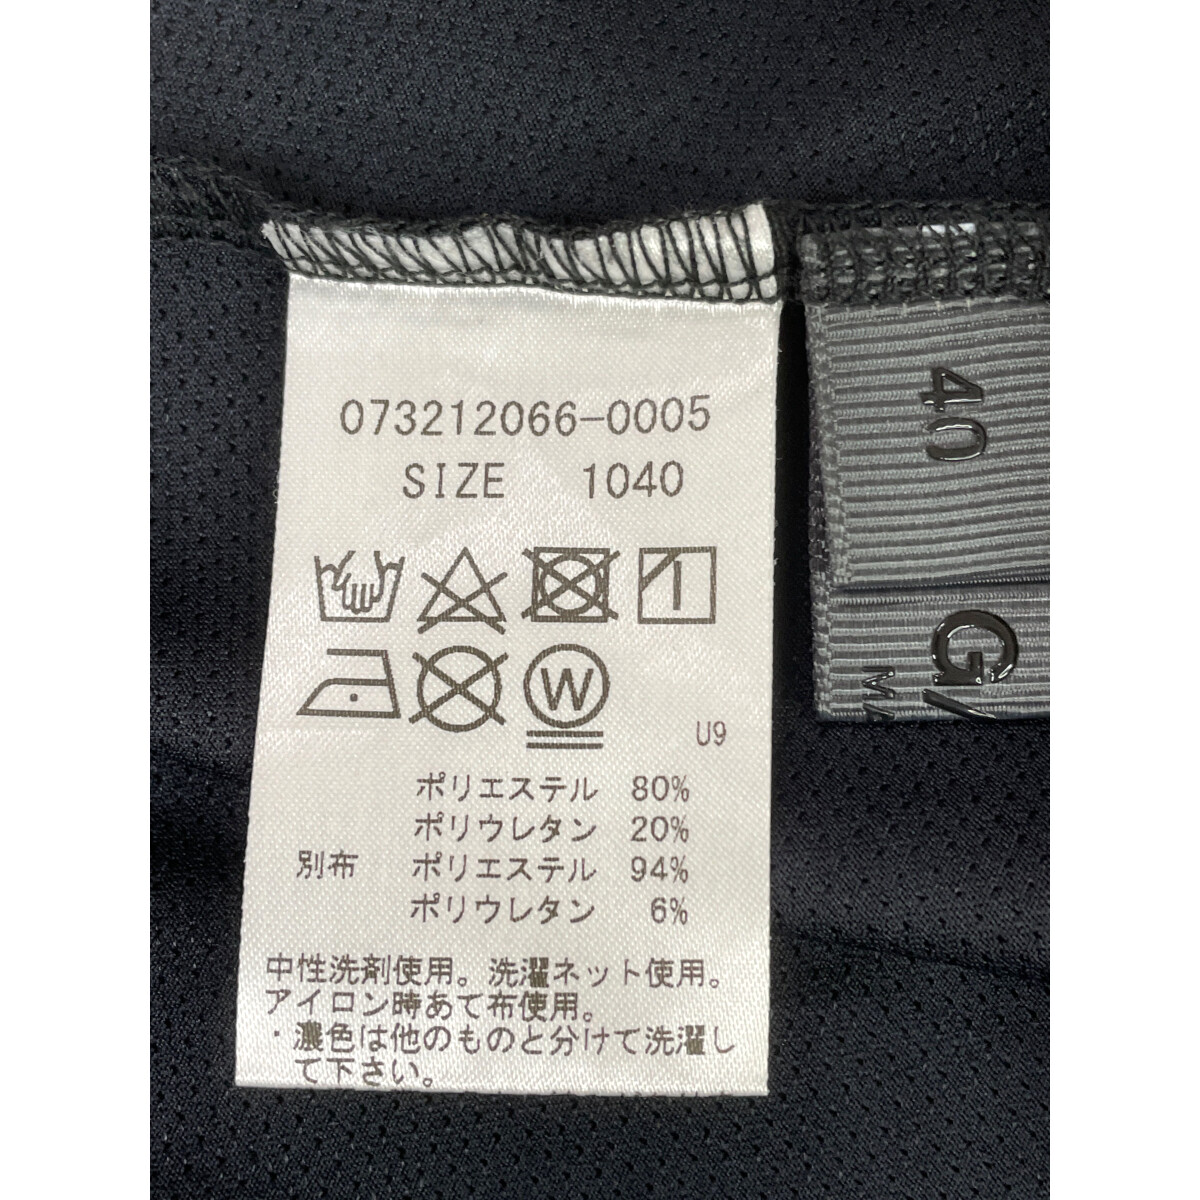 073212066-0005
SIZE 1040
W
U9
ポリエステル 80%
ポリウレタン 20%
別布 ポリエステル 94%
ポリウレタン 6%
中性洗剤使用。洗濯ネット使用。
アイロン時あて布使用。
・濃色は他のものと分けて洗濯し
て下さい。
40
G/
MA